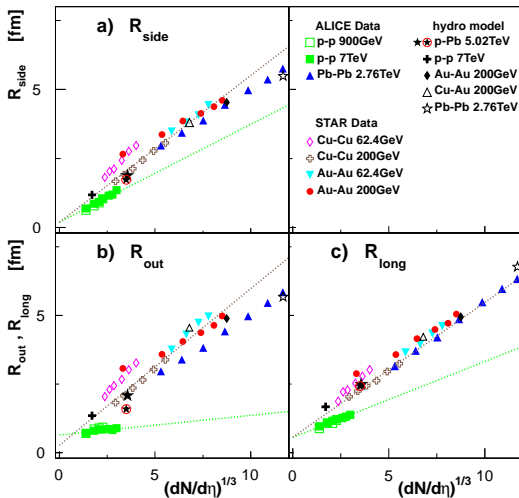 [fm]
R_side
5
0
a) R_side
ALICE Data
p-p 900GeV
p-p 7TeV
Pb-Pb 2.76TeV
STAR Data
Cu-Cu 62.4GeV
Cu-Cu 200GeV
Au-Au 62.4GeV
Au-Au 200GeV
hydro model
p-Pb 5.02TeV
p-p 7TeV
Au-Au 200GeV
Cu-Au 200GeV
Pb-Pb 2.76TeV
[fm]
R_out , R_long
5
0
b) R_out
c) R_long
0 5 10
0 5 10
(dN/dη)^1/3
(dN/dη)^1/3